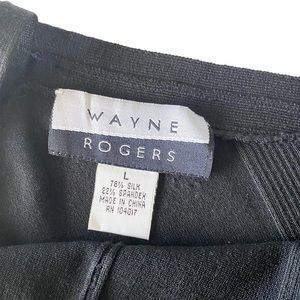 WAYNE
ROGERS
L
78% SILK
22% SPANDEX
MADE IN CHINA
RN 104017